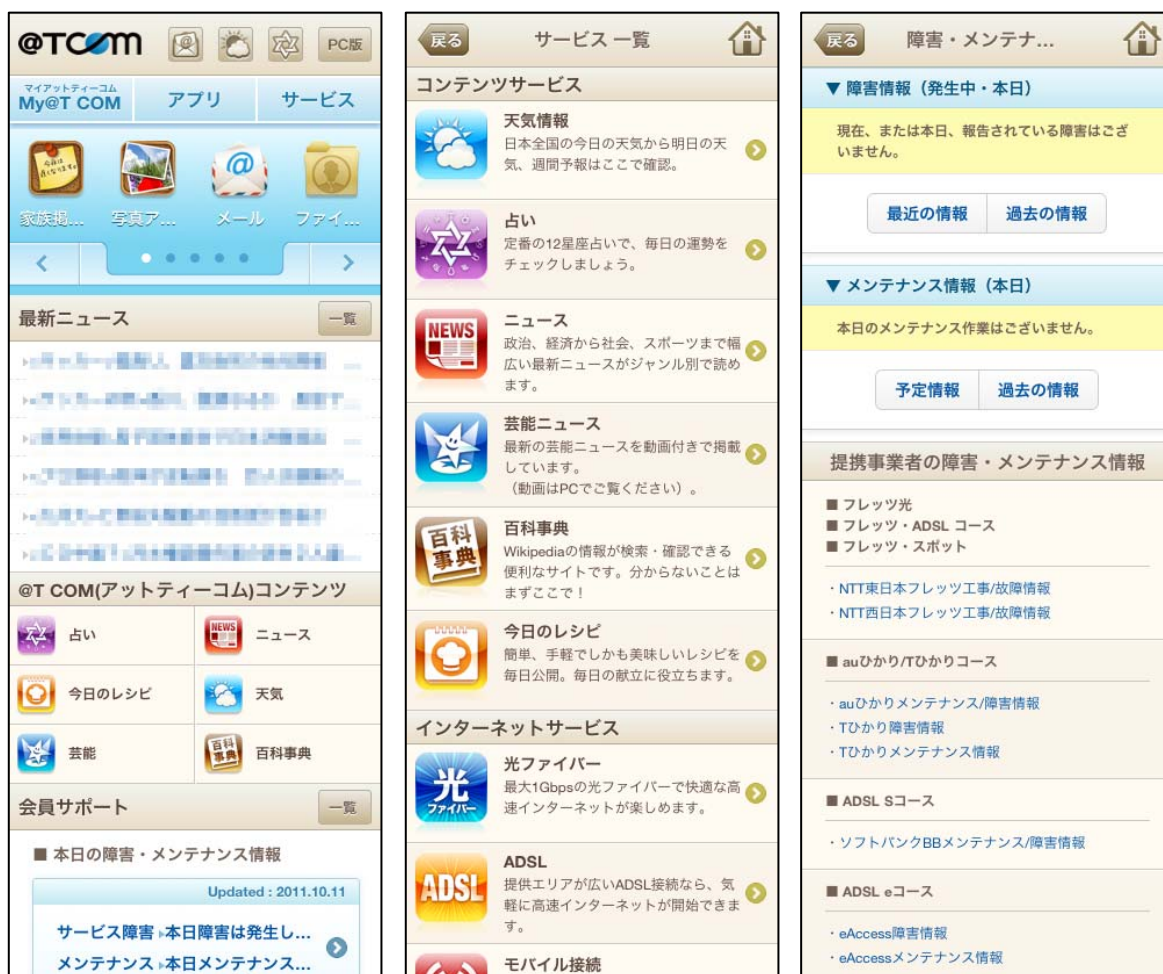 @TCOM
PC版
マイアットティーコム
My@T COM
アプリ
サービス
家族掲...
写真ア...
メール
ファイ...
最新ニュース
一覧
@T COM(アットティーコム)コンテンツ
占い
ニュース
今日のレシピ
天気
芸能
百科事典
会員サポート
一覧
■ 本日の障害・メンテナンス情報
Updated : 2011.10.11
サービス障害 本日障害は発生し...
メンテナンス 本日メンテナンス...
戻る
サービス 一覧
コンテンツサービス
天気情報
日本全国の今日の天気から明日の天
気、週間予報はここで確認。
占い
定番の12星座占いで、毎日の運勢を
チェックしましょう。
NEWS
ニュース
政治、経済から社会、スポーツまで幅
広い最新ニュースがジャンル別で読め
ます。
芸能ニュース
最新の芸能ニュースを動画付きで掲載
しています。
（動画はPCでご覧ください）。
百科
事典
百科事典
Wikipediaの情報が検索・確認できる
便利なサイトです。分からないことは
まずここで！
今日のレシピ
簡単、手軽でしかも美味しいレシピを
毎日公開。毎日の献立に役立ちます。
インターネットサービス
光
ファイバー
光ファイバー
最大1Gbpsの光ファイバーで快適な高
速インターネットが楽しめます。
ADSL
ADSL
提供エリアが広いADSL接続なら、気
軽に高速インターネットが開始できま
す。
モバイル接続
戻る
障害・メンテナ...
▼ 障害情報（発生中・本日）
現在、または本日、報告されている障害はござ
いません。
最近の情報
過去の情報
▼ メンテナンス情報（本日）
本日のメンテナンス作業はございません。
予定情報
過去の情報
提携事業者の障害・メンテナンス情報
■ フレッツ光
■ フレッツ・ADSL コース
■ フレッツ・スポット
・NTT東日本フレッツ工事/故障情報
・NTT西日本フレッツ工事/故障情報
■ auひかり/Tひかりコース
・auひかりメンテナンス/障害情報
・Tひかり障害情報
・Tひかりメンテナンス情報
■ ADSL Sコース
・ソフトバンクBBメンテナンス/障害情報
■ ADSL eコース
・eAccess障害情報
・eAccessメンテナンス情報